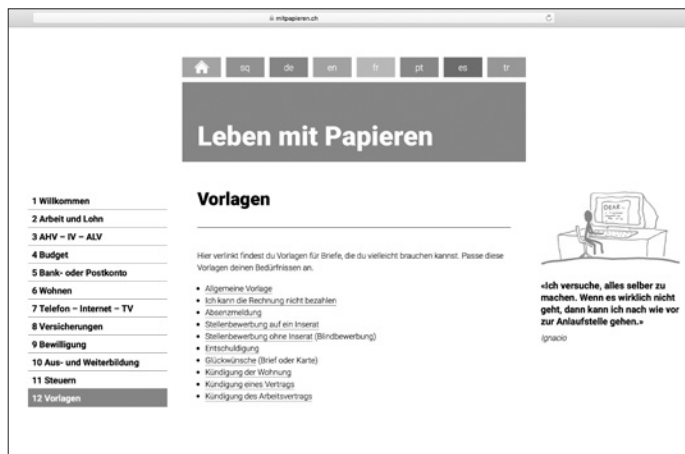 mitpapieren.ch
sq de en fr pt es tr
Leben mit Papieren
1 Willkommen
2 Arbeit und Lohn
3 AHV – IV – ALV
4 Budget
5 Bank- oder Postkonto
6 Wohnen
7 Telefon – Internet – TV
8 Versicherungen
9 Bewilligung
10 Aus- und Weiterbildung
11 Steuern
12 Vorlagen
Vorlagen
Hier verlinkt findest du Vorlagen für Briefe, die du vielleicht brauchen kannst. Passe diese
Vorlagen deinen Bedürfnissen an.
• Allgemeine Vorlage
• Ich kann die Rechnung nicht bezahlen
• Absenzmeldung
• Stellenbewerbung auf ein Inserat
• Stellenbewerbung ohne Inserat (Blindbewerbung)
• Entschuldigung
• Glückwünsche (Brief oder Karte)
• Kündigung der Wohnung
• Kündigung eines Vertrags
• Kündigung des Arbeitsvertrags
DEAR...
«Ich versuche, alles selber zu
machen. Wenn es wirklich nicht
geht, dann kann ich nach wie vor
zur Anlaufstelle gehen.»
Ignacio